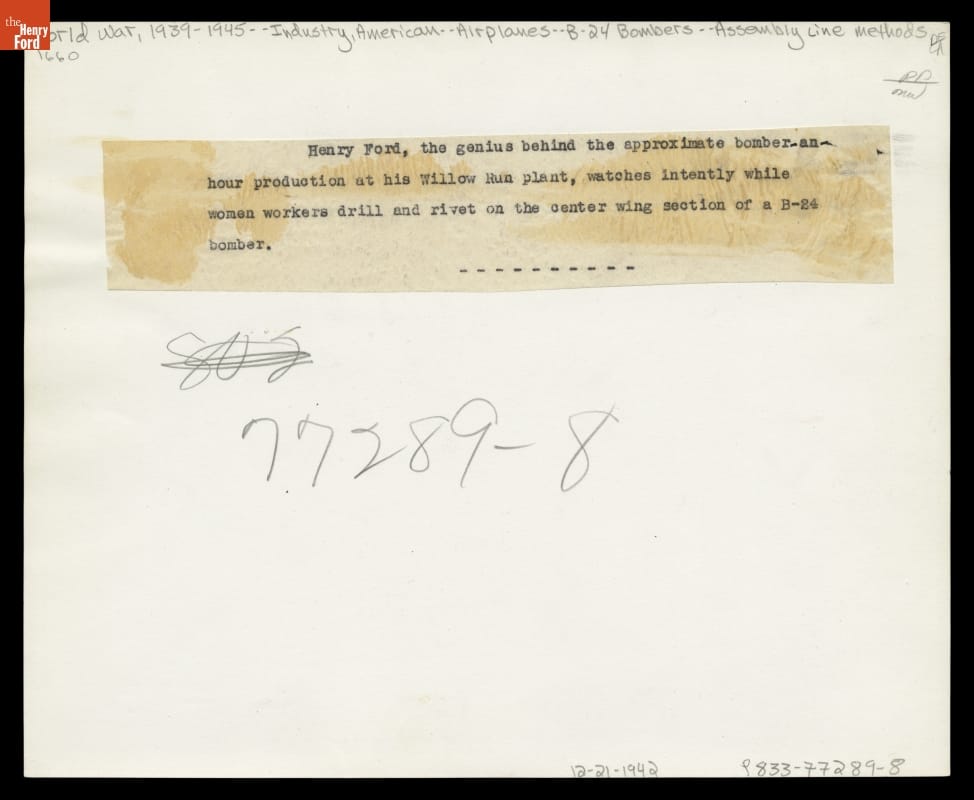 the
Henry
Ford
orld War, 1939-1945--Industry, American--Airplanes--B-24 Bombers--Assembly Line methods
1660
Henry Ford, the genius behind the approximate bomber-an-
hour production at his Willow Run plant, watches intently while
women workers drill and rivet on the center wing section of a B-24
bomber.
----------
77289-8
12-21-1942 P833-77289-8